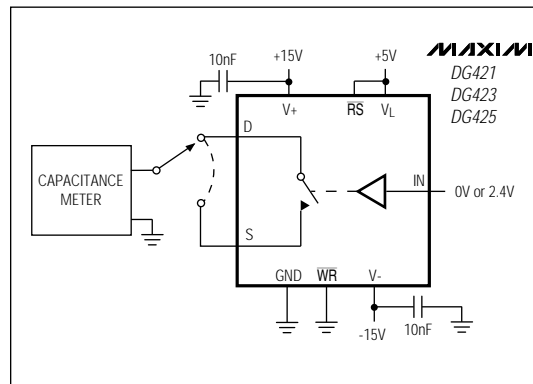 10nF
+15V
+5V
MAXIM
DG421
DG423
DG425
V+
RS
VL
D
CAPACITANCE
METER
IN
0V or 2.4V
S
GND
WR
V-
-15V
10nF